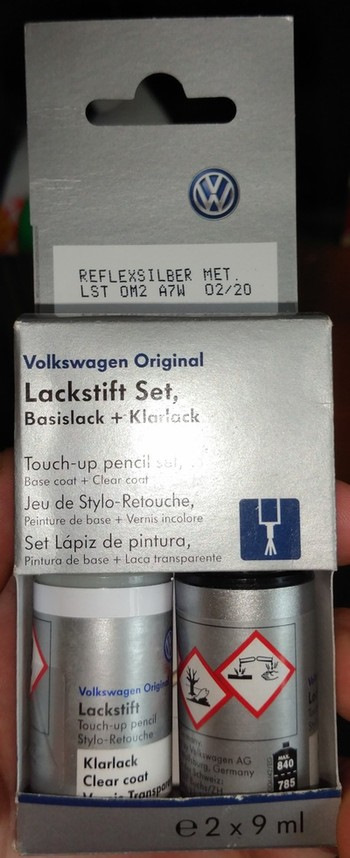 REFLEXSILBER MET.
LST 0M2 A7W 02/20
Volkswagen Original
Lackstift Set,
Basislack + Klarlack
Touch-up pencil set,
Base coat + Clear coat
Jeu de Stylo-Retouche,
Peinture de base + Vernis incolore
Set Lápiz de pintura,
Pintura de base + Laca transparente
Volkswagen Original
Lackstift
Touch-up pencil
Stylo-Retouche
Klarlack
Clear coat
Volkswagen AG
Germany
MAX.
840
785
e 2 x 9 ml